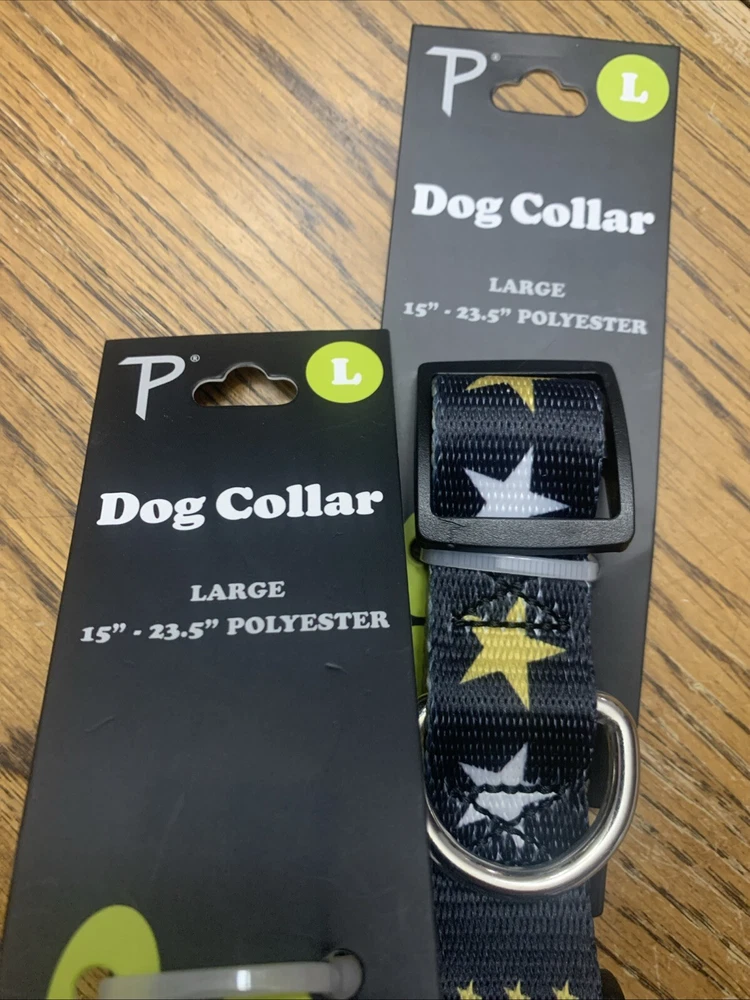 P®
L
Dog Collar
LARGE
15” - 23.5” POLYESTER
P®
L
Dog Collar
LARGE
15” - 23.5” POLYESTER